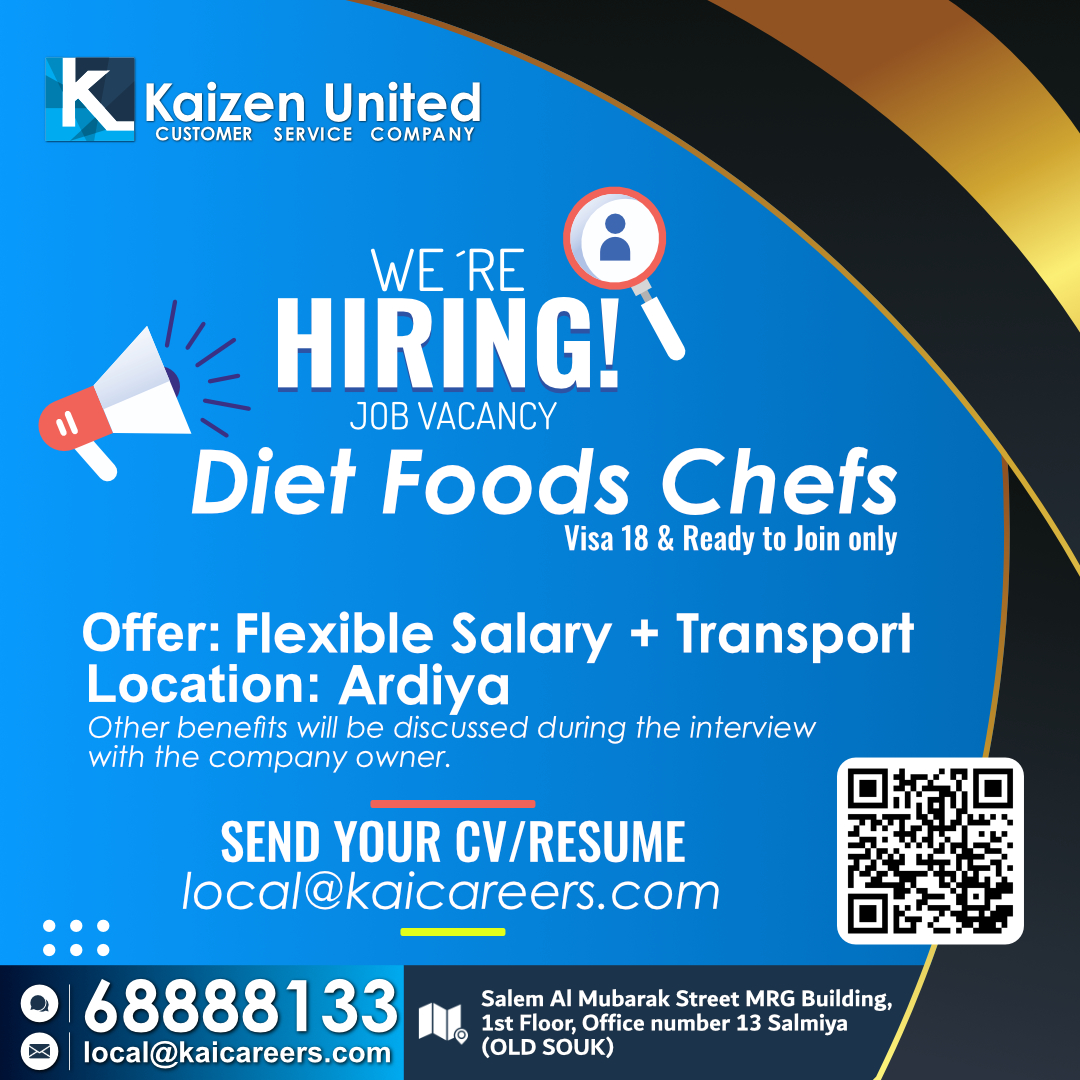 K Kaizen United
CUSTOMER SERVICE COMPANY
WE ´RE
HIRING!
JOB VACANCY
Diet Foods Chefs
Visa 18 & Ready to Join only
Offer: Flexible Salary + Transport
Location: Ardiya
Other benefits will be discussed during the interview
with the company owner.
SEND YOUR CV/RESUME
local@kaicareers.com
68888133
local@kaicareers.com
Salem Al Mubarak Street MRG Building,
1st Floor, Office number 13 Salmiya
(OLD SOUK)